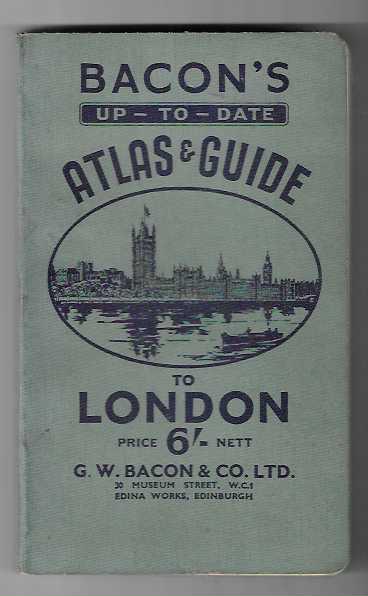 BACON'S
UP – TO – DATE
ATLAS & GUIDE
TO
LONDON
PRICE 6/- NETT
G. W. BACON & CO. LTD.
30 MUSEUM STREET, W.C.1
EDINA WORKS, EDINBURGH